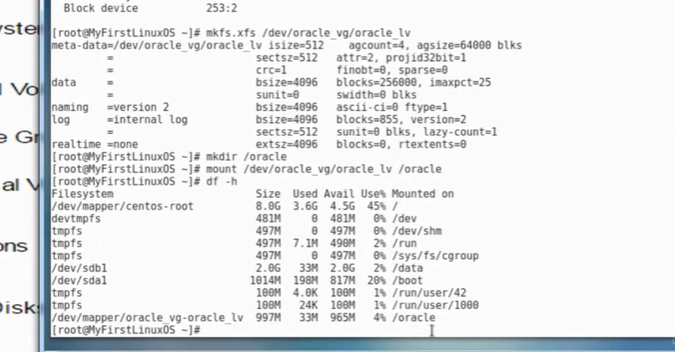 Block device           253:2
[root@MyFirstLinuxOS ~]# mkfs.xfs /dev/oracle_vg/oracle_lv
meta-data=/dev/oracle_vg/oracle_lv isize=512    agcount=4, agsize=64000 blks
         =                       sectsz=512   attr=2, projid32bit=1
         =                       crc=1        finobt=0, sparse=0
data     =                       bsize=4096   blocks=256000, imaxpct=25
         =                       sunit=0      swidth=0 blks
naming   =version 2              bsize=4096   ascii-ci=0 ftype=1
log      =internal log           bsize=4096   blocks=855, version=2
         =                       sectsz=512   sunit=0 blks, lazy-count=1
realtime =none                   extsz=4096   blocks=0, rtextents=0
[root@MyFirstLinuxOS ~]# mkdir /oracle
[root@MyFirstLinuxOS ~]# mount /dev/oracle_vg/oracle_lv /oracle
[root@MyFirstLinuxOS ~]# df -h
Filesystem                       Size  Used Avail Use% Mounted on
/dev/mapper/centos-root          8.0G  3.6G  4.5G  45% /
devtmpfs                         481M     0  481M   0% /dev
tmpfs                            497M     0  497M   0% /dev/shm
tmpfs                            497M  7.1M  490M   2% /run
tmpfs                            497M     0  497M   0% /sys/fs/cgroup
/dev/sdb1                        2.0G   33M  2.0G   2% /data
/dev/sda1                       1014M  198M  817M  20% /boot
tmpfs                            100M  4.0K  100M   1% /run/user/42
tmpfs                            100M   24K  100M   1% /run/user/1000
/dev/mapper/oracle_vg-oracle_lv  997M   33M  965M   4% /oracle
[root@MyFirstLinuxOS ~]#